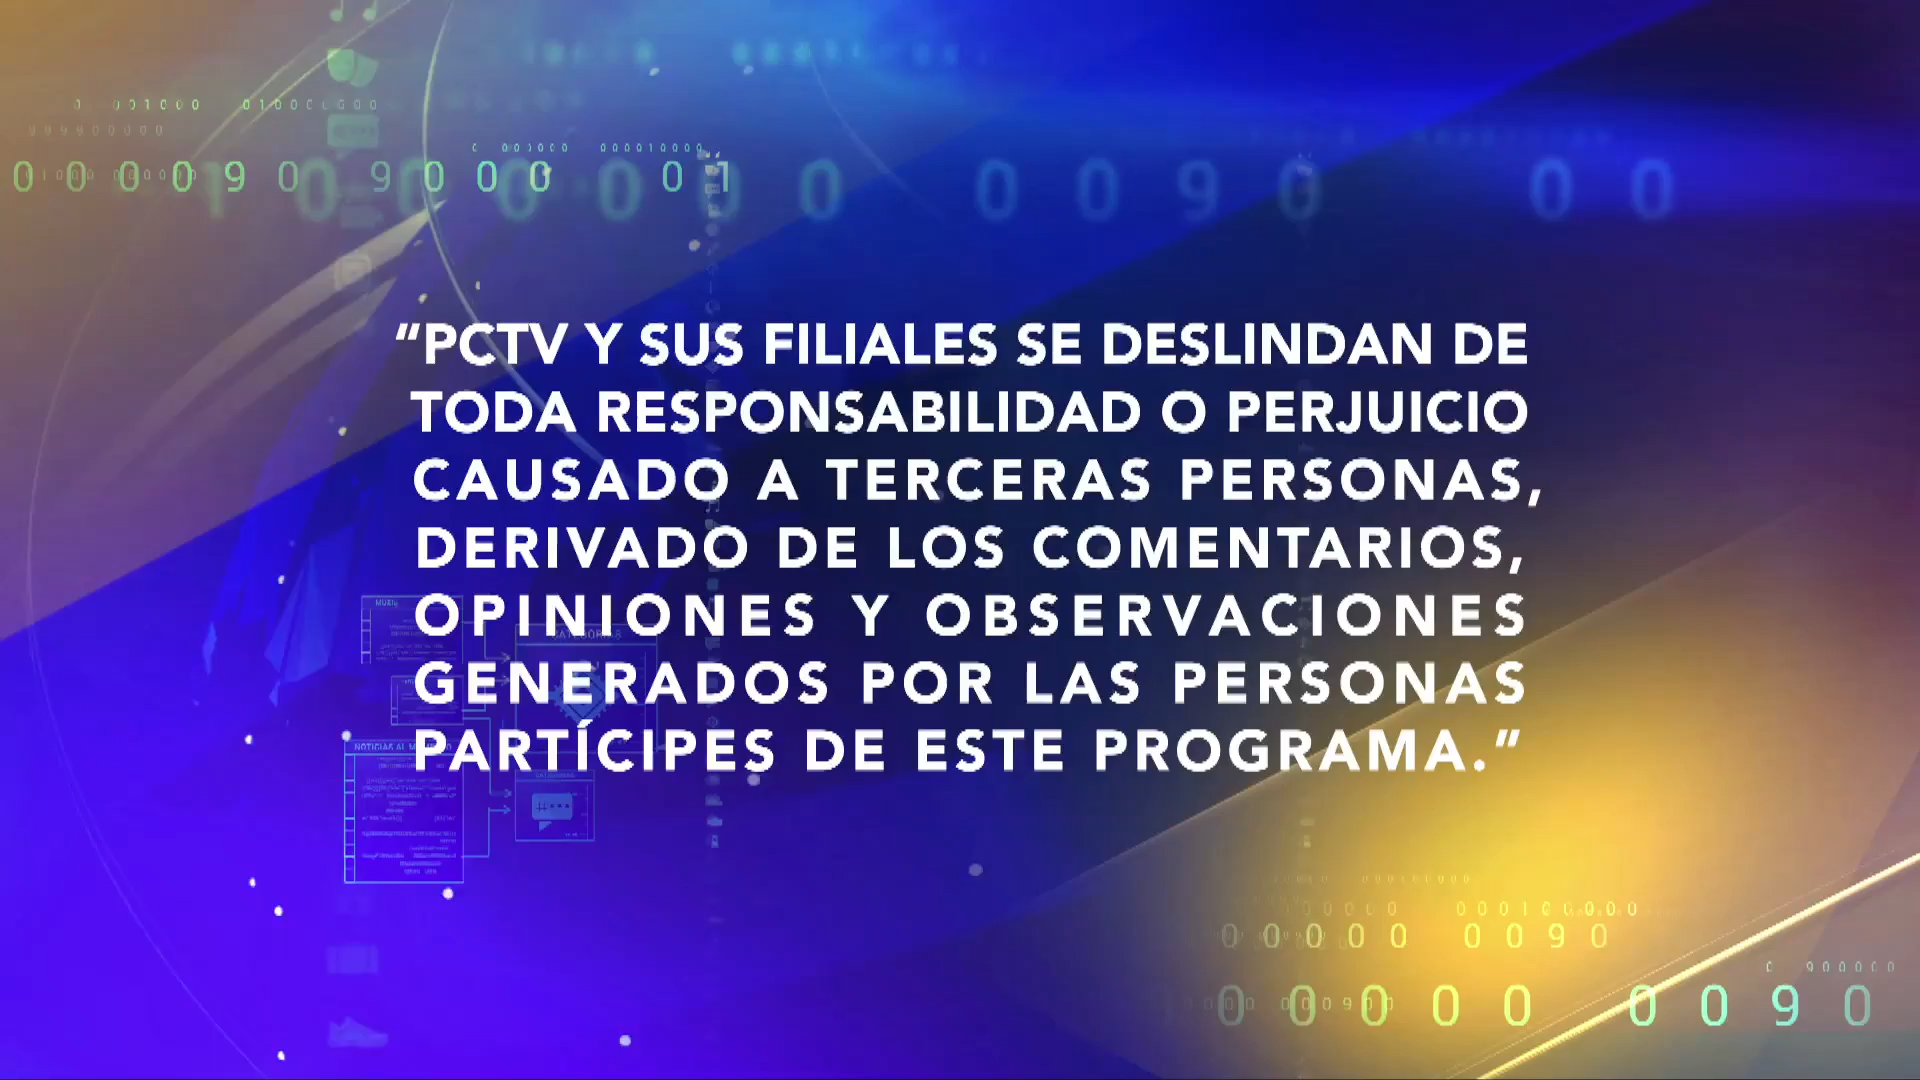 “PCTV Y SUS FILIALES SE DESLINDAN DE
TODA RESPONSABILIDAD O PERJUICIO
CAUSADO A TERCERAS PERSONAS,
DERIVADO DE LOS COMENTARIOS,
OPINIONES Y OBSERVACIONES
GENERADOS POR LAS PERSONAS
PARTÍCIPES DE ESTE PROGRAMA.”